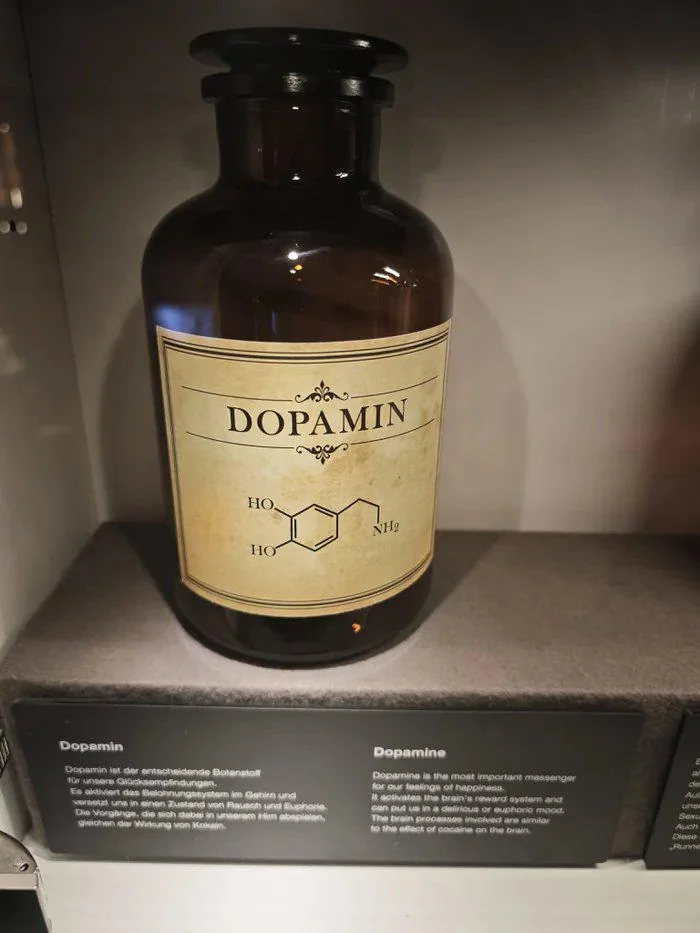 DOPAMIN
HO
HO
NH2
Dopamin
Dopamin ist der entscheidende Botenstoff
für unsere Glücksempfindungen.
Es aktiviert das Belohnungssystem im Gehirn und
versetzt uns in einen Zustand von Rausch und Euphorie.
Die Vorgänge, die sich dabei in unserem Hirn abspielen,
gleichen der Wirkung von Kokain.
Dopamine
Dopamine is the most important messenger
for our feelings of happiness.
It activates the brain's reward system and
can put us in a delirious or euphoric mood.
The brain processes involved are similar
to the effect of cocaine on the brain.
Auch
Diese